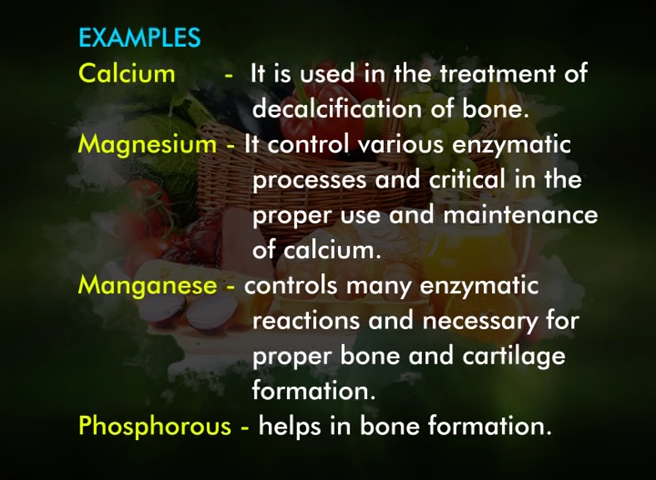 EXAMPLES
Calcium - It is used in the treatment of
decalcification of bone.
Magnesium - It control various enzymatic
processes and critical in the
proper use and maintenance
of calcium.
Manganese - controls many enzymatic
reactions and necessary for
proper bone and cartilage
formation.
Phosphorous - helps in bone formation.